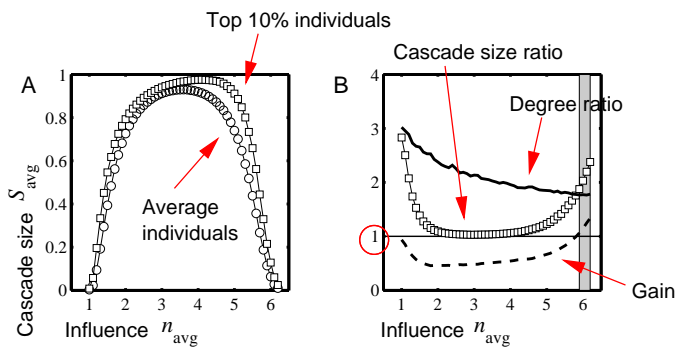 Top 10% individuals
A
Cascade size S_avg
1
0.8
0.6
0.4
0.2
0
1 2 3 4 5 6
Average
individuals
Influence n_avg
Cascade size ratio
B
Degree ratio
4
3
2
1
0
1 2 3 4 5 6
Gain
Influence n_avg